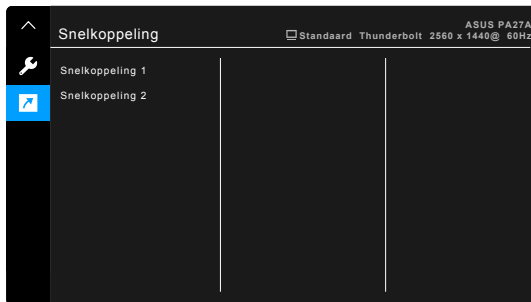 ASUS PA27A
Snelkoppeling
Standaard Thunderbolt 2560 x 1440@ 60Hz
Snelkoppeling 1
Snelkoppeling 2